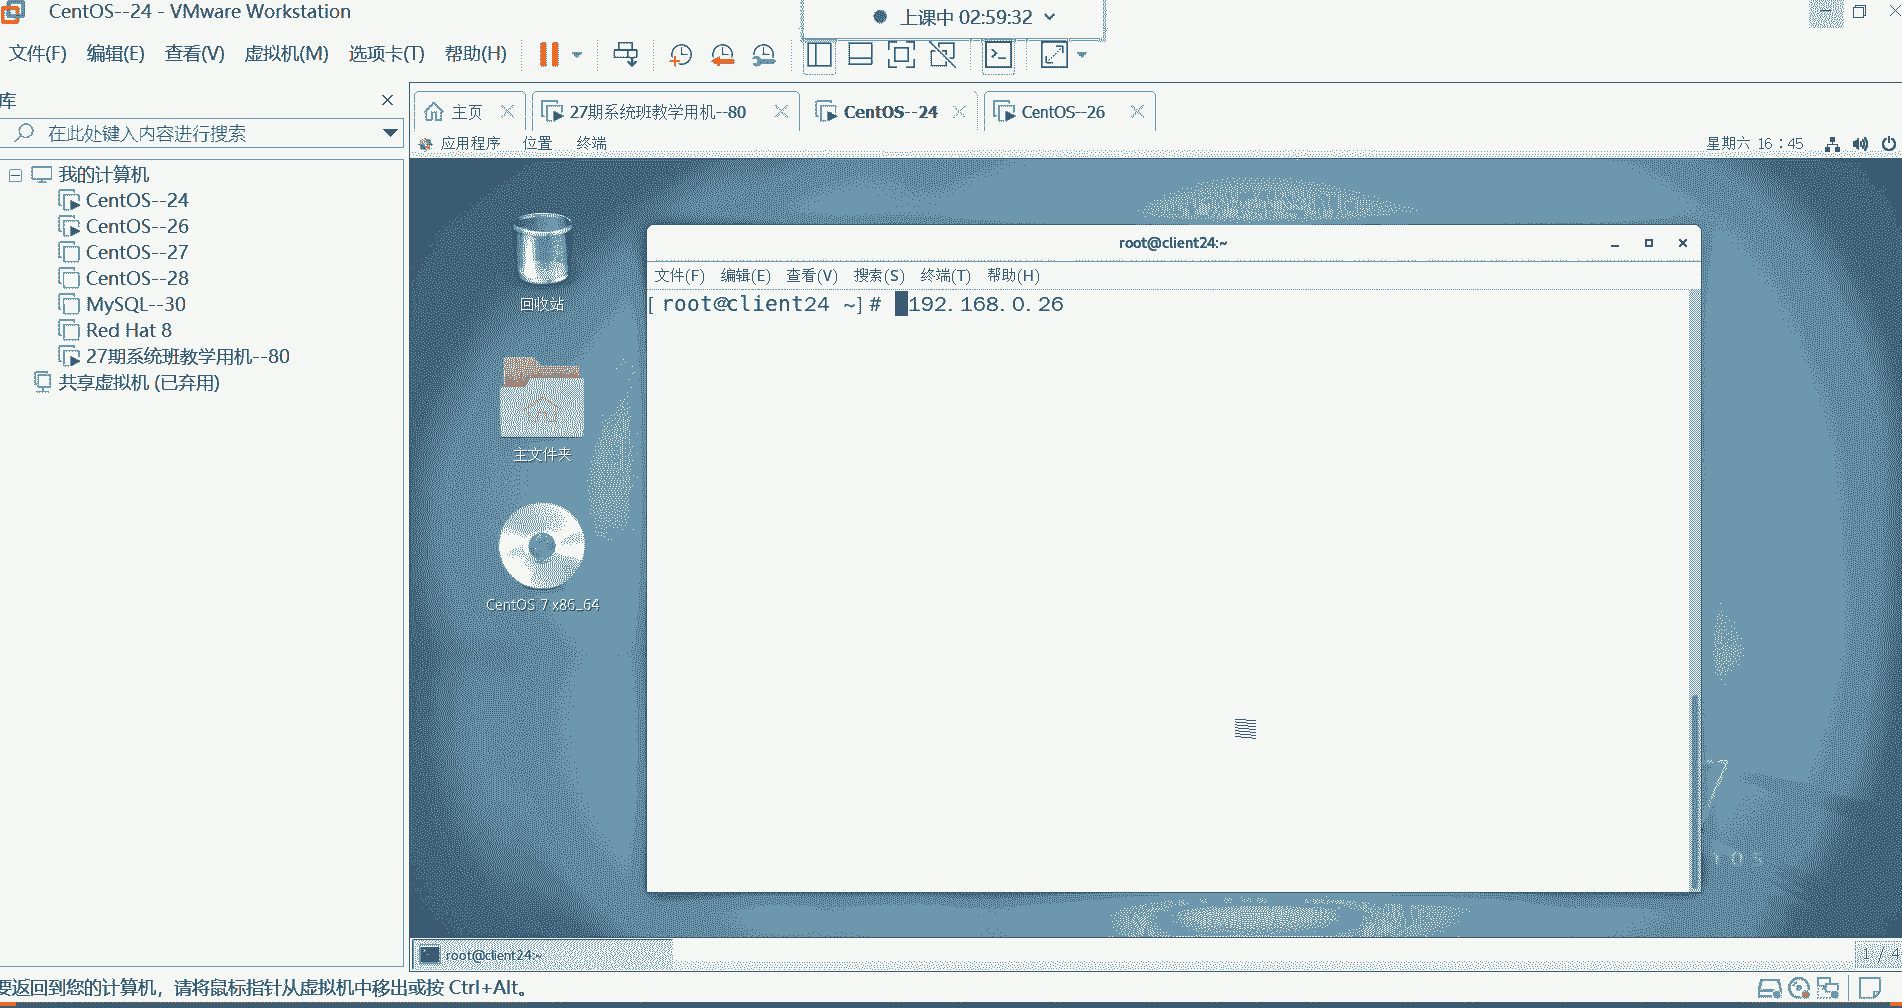 CentOS--24 - VMware Workstation
上课中 02:59:32
文件(F) 编辑(E) 查看(V) 虚拟机(M) 选项卡(T) 帮助(H)
库
在此处键入内容进行搜索
我的计算机
CentOS--24
CentOS--26
CentOS--27
CentOS--28
MySQL--30
Red Hat 8
27期系统班教学用机--80
共享虚拟机 (已弃用)
主页 27期系统班教学用机--80 CentOS--24 CentOS--26
应用程序 位置 终端 星期六 16：45
回收站
主文件夹
CentOS 7 x86_64
root@client24:~
文件(F) 编辑(E) 查看(V) 搜索(S) 终端(T) 帮助(H)
[root@client24 ~]# 192.168.0.26
7
root@client24:~
1 / 4
要返回到您的计算机，请将鼠标指针从虚拟机中移出或按 Ctrl+Alt。